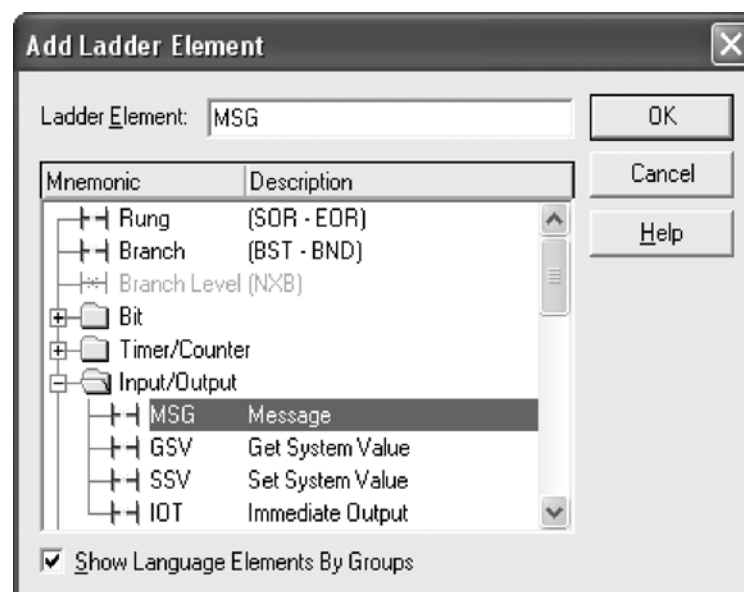 Add Ladder Element
Ladder Element: MSG
OK
Cancel
Help
Mnemonic Description
Rung (SOR - EOR)
Branch (BST - BND)
Branch Level (NXB)
Bit
Timer/Counter
Input/Output
MSG Message
GSV Get System Value
SSV Set System Value
IOT Immediate Output
Show Language Elements By Groups